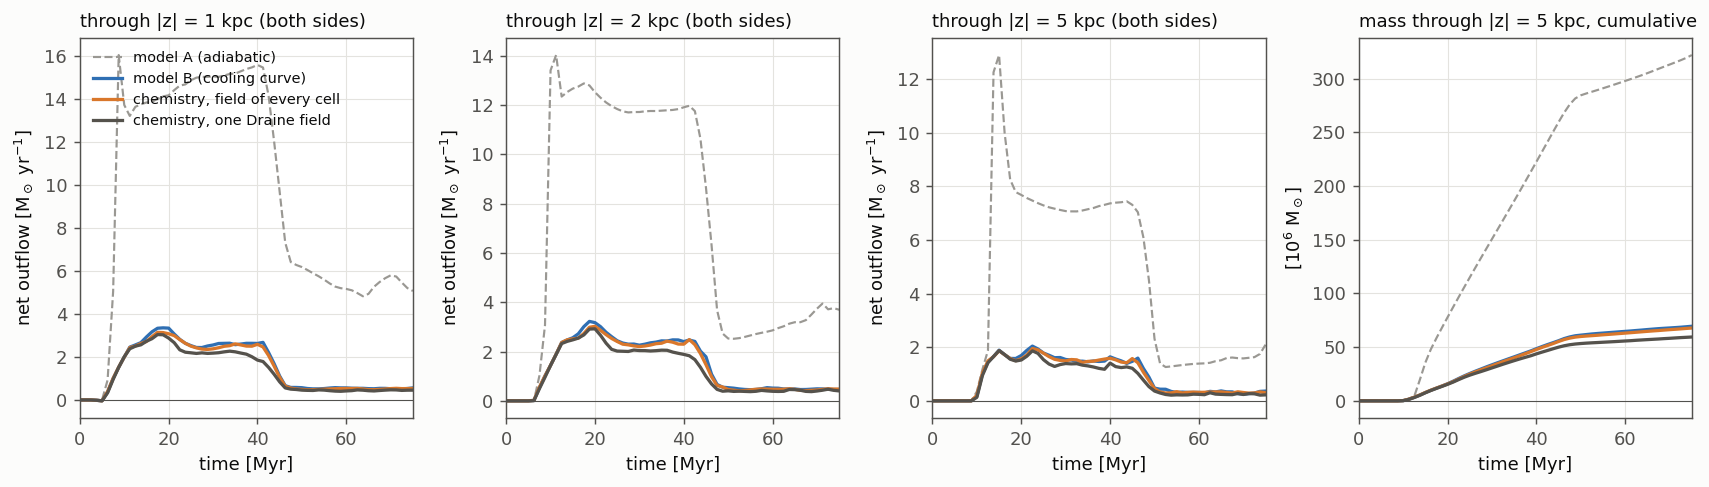 through |z| = 1 kpc (both sides)
through |z| = 2 kpc (both sides)
through |z| = 5 kpc (both sides)
mass through |z| = 5 kpc, cumulative
model A (adiabatic)
model B (cooling curve)
chemistry, field of every cell
chemistry, one Draine field
net outflow [M⊙ yr⁻¹]
16
14
12
10
8
6
4
2
0
0 20 40 60
time [Myr]
net outflow [M⊙ yr⁻¹]
14
12
10
8
6
4
2
0
0 20 40 60
time [Myr]
net outflow [M⊙ yr⁻¹]
12
10
8
6
4
2
0
0 20 40 60
time [Myr]
[10⁶ M⊙]
300
250
200
150
100
50
0
0 20 40 60
time [Myr]